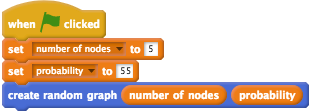 when clicked
set number of nodes to 5
set probability to 55
create random graph number of nodes probability